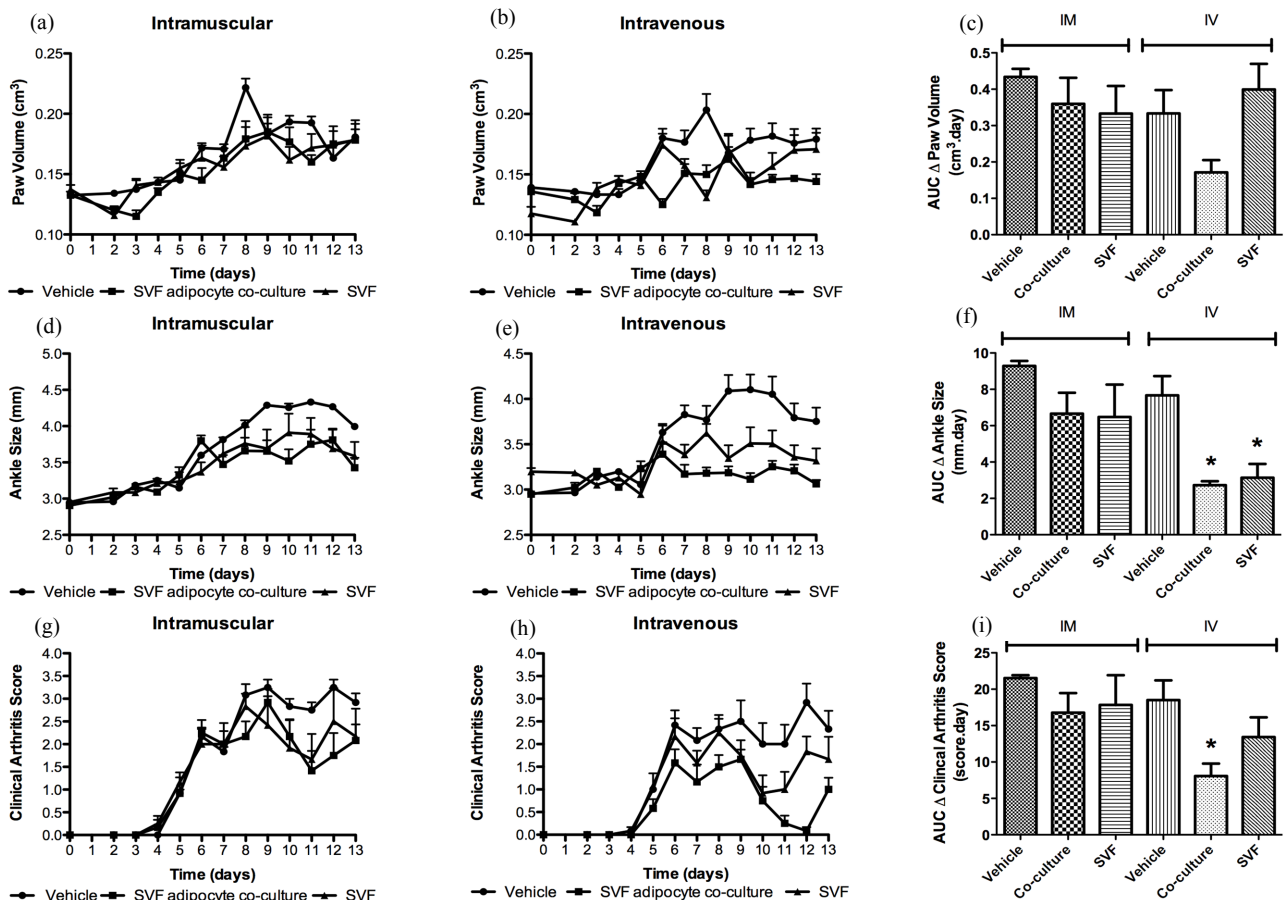 (a) Intramuscular
Paw Volume (cm³)
0.25
0.20
0.15
0.10
0 1 2 3 4 5 6 7 8 9 10 11 12 13
Time (days)
Vehicle SVF adipocyte co-culture SVF
(b) Intravenous
Paw Volume (cm³)
0.25
0.20
0.15
0.10
0 1 2 3 4 5 6 7 8 9 10 11 12 13
Time (days)
Vehicle SVF adipocyte co-culture SVF
(c) IM IV
AUC Δ Paw Volume
(cm³.day)
0.5
0.4
0.3
0.2
0.1
0.0
Vehicle Co-culture SVF Vehicle Co-culture SVF
(d) Intramuscular
Ankle Size (mm)
5.0
4.5
4.0
3.5
3.0
2.5
0 1 2 3 4 5 6 7 8 9 10 11 12 13
Time (days)
Vehicle SVF adipocyte co-culture SVF
(e) Intravenous
Ankle Size (mm)
4.5
4.0
3.5
3.0
2.5
0 1 2 3 4 5 6 7 8 9 10 11 12 13
Time (days)
Vehicle SVF adipocyte co-culture SVF
(f) IM IV
AUC Δ Ankle Size
(mm.day)
10
8
6
4
2
0
* *
Vehicle Co-culture SVF Vehicle Co-culture SVF
(g) Intramuscular
Clinical Arthritis Score
4.0
3.5
3.0
2.5
2.0
1.5
1.0
0.5
0.0
0 1 2 3 4 5 6 7 8 9 10 11 12 13
Time (days)
Vehicle SVF adipocyte co-culture SVF
(h) Intravenous
Clinical Arthritis Score
4.0
3.5
3.0
2.5
2.0
1.5
1.0
0.5
0.0
0 1 2 3 4 5 6 7 8 9 10 11 12 13
Time (days)
Vehicle SVF adipocyte co-culture SVF
(i) IM IV
AUC Δ Clincal Arthritis Score
(score.day)
25
20
15
10
5
0
*
Vehicle Co-culture SVF Vehicle Co-culture SVF